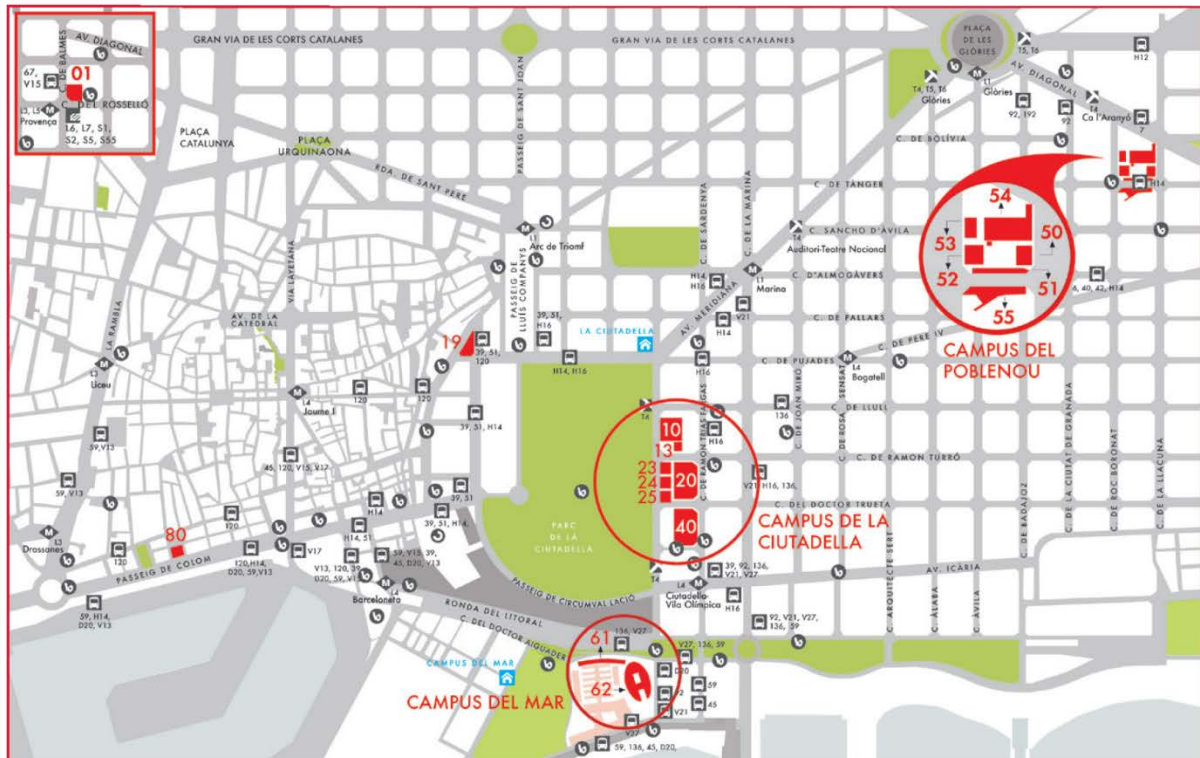 AV. DIAGONAL
C. DE BALMES
67,
V15
01
C. DEL ROSSELLÓ
L3, L5
Provença
L6, L7, S1,
S2, S5, S55
GRAN VIA DE LES CORTS CATALANES
GRAN VIA DE LES CORTS CATALANES
PLAÇA
DE LES
GLÒRIES
T5, T6
H12
AV. DIAGONAL
L1
Glòries
T4, T5, T6
Glòries
92, 192
92
T4
Ca l'Aranyó
7
PASSEIG DE SANT JOAN
PLAÇA
CATALUNYA
PLAÇA
URQUINAONA
RDA. DE SANT PERE
C. DE BOLÍVIA
C. DE TÀNGER
H14
C. DE SARDENYA
C. DE LA MARINA
54
53
50
52
51
55
CAMPUS DEL
POBLENOU
T4
Auditori-Teatre Nacional
C. SANCHO D'ÀVILA
L1
Arc de Triomf
PASSEIG DE
LLUÍS COMPANYS
VIA LAYETANA
LA RAMBLA
AV. DE LA
CATEDRAL
H14,
H16
L1
Marina
C. D'ALMOGÀVERS
6, 40, 42, H14
V21
H14
AV. MERIDIANA
C. DE PALLARS
C. DE PERE IV
19
39, 51,
120
39, 51,
H16
LA CIUTADELLA
H14, H16
H16
C. DE PUJADES
L4
Bogatell
Liceu
L4
Jaume I
120
120
39, 51, H14
T4
10
13
23
24
25
20
40
C. DE RAMON TRIAS FARGAS
H16
136
C. DE JOAN MIRÓ
C. DE ROSA SENSAT
C. DE LLULL
C. DE RAMON TURRÓ
V21, H16, 136,
C. DEL DOCTOR TRUETA
CAMPUS DE LA
CIUTADELLA
C. DE BADAJOZ
C. DE LA CIUTAT DE GRANADA
C. DE ROC BORONAT
C. DE LA LLACUNA
59, V13
59, V13
45, 120, V15, V17
39, 51
H14
39, 51, H14,
H14, 51
120
L3
Drassanes
120
80
PASSEIG DE COLOM
120, H14,
D20, 59, V13
V17
V13, 120, 39,
D20, 59, V15
59, V15, 39,
45, D20, V13
L4
Barceloneta
59, H14,
D20, V13
PARC
DE LA
CIUTADELLA
PASSEIG DE CIRCUMVAL LACIÓ
RONDA DEL LITORAL
C. DEL DOCTOR AIGUADER
T4
L4
Ciutadella-
Vila Olímpica
39, 92, 136,
V21, V27
H16
AV. ICÀRIA
C. ARQUITECTE SERT
C. ÀLABA
C. ÀVILA
92, V21, V27,
136, 59
CAMPUS DEL MAR
61
136, V27
V27, 136, 59
D20
62
59
V21
45
V27
59, 136, 45, D20,
CAMPUS DEL MAR